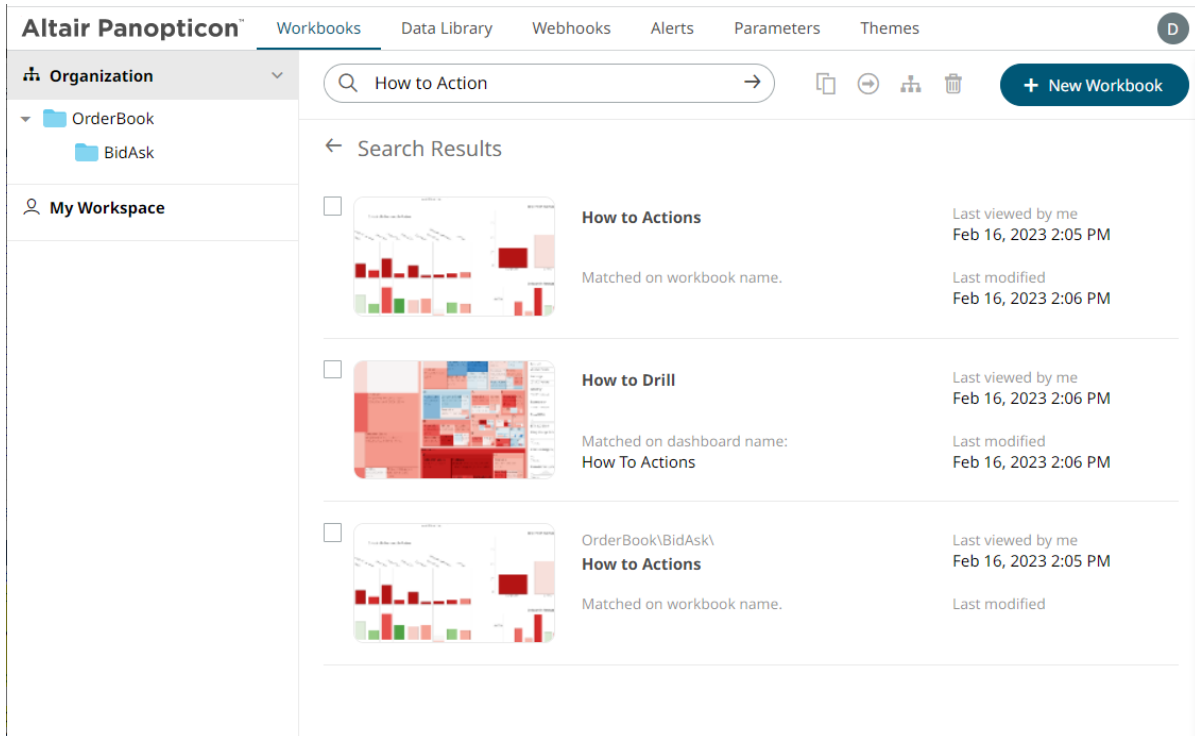 Altair Panopticon™
Workbooks
Data Library
Webhooks
Alerts
Parameters
Themes
D
Organization
OrderBook
BidAsk
My Workspace
How to Action
+ New Workbook
Search Results
How to Actions
Matched on workbook name.
Last viewed by me
Feb 16, 2023 2:05 PM
Last modified
Feb 16, 2023 2:06 PM
How to Drill
Matched on dashboard name:
How To Actions
Last viewed by me
Feb 16, 2023 2:06 PM
Last modified
Feb 16, 2023 2:06 PM
OrderBook\BidAsk\
How to Actions
Matched on workbook name.
Last viewed by me
Feb 16, 2023 2:05 PM
Last modified